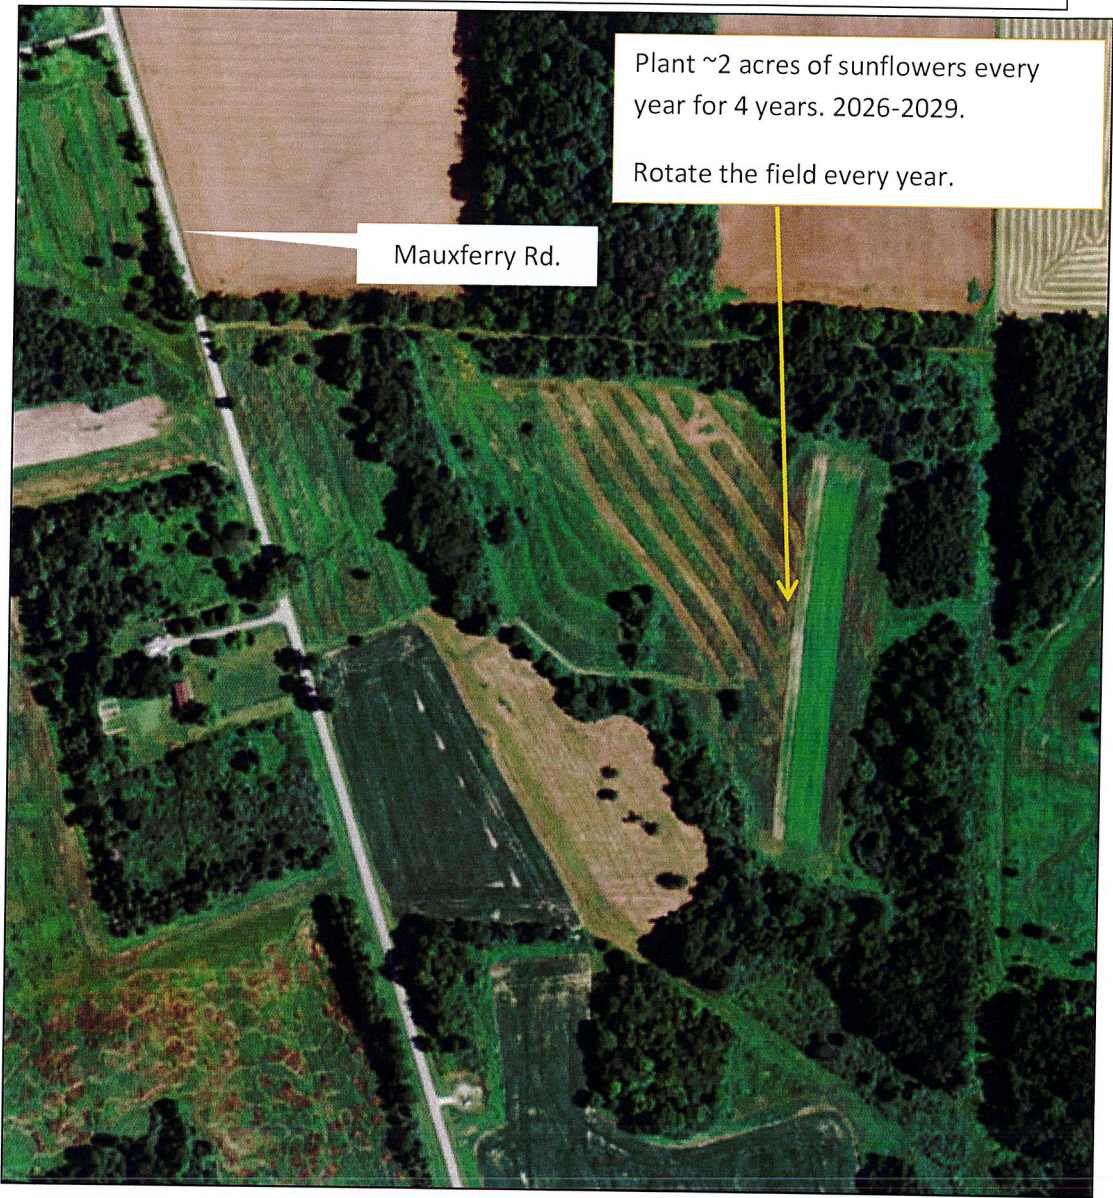 Plant ~2 acres of sunflowers every
year for 4 years. 2026-2029.
Rotate the field every year.
Mauxferry Rd.